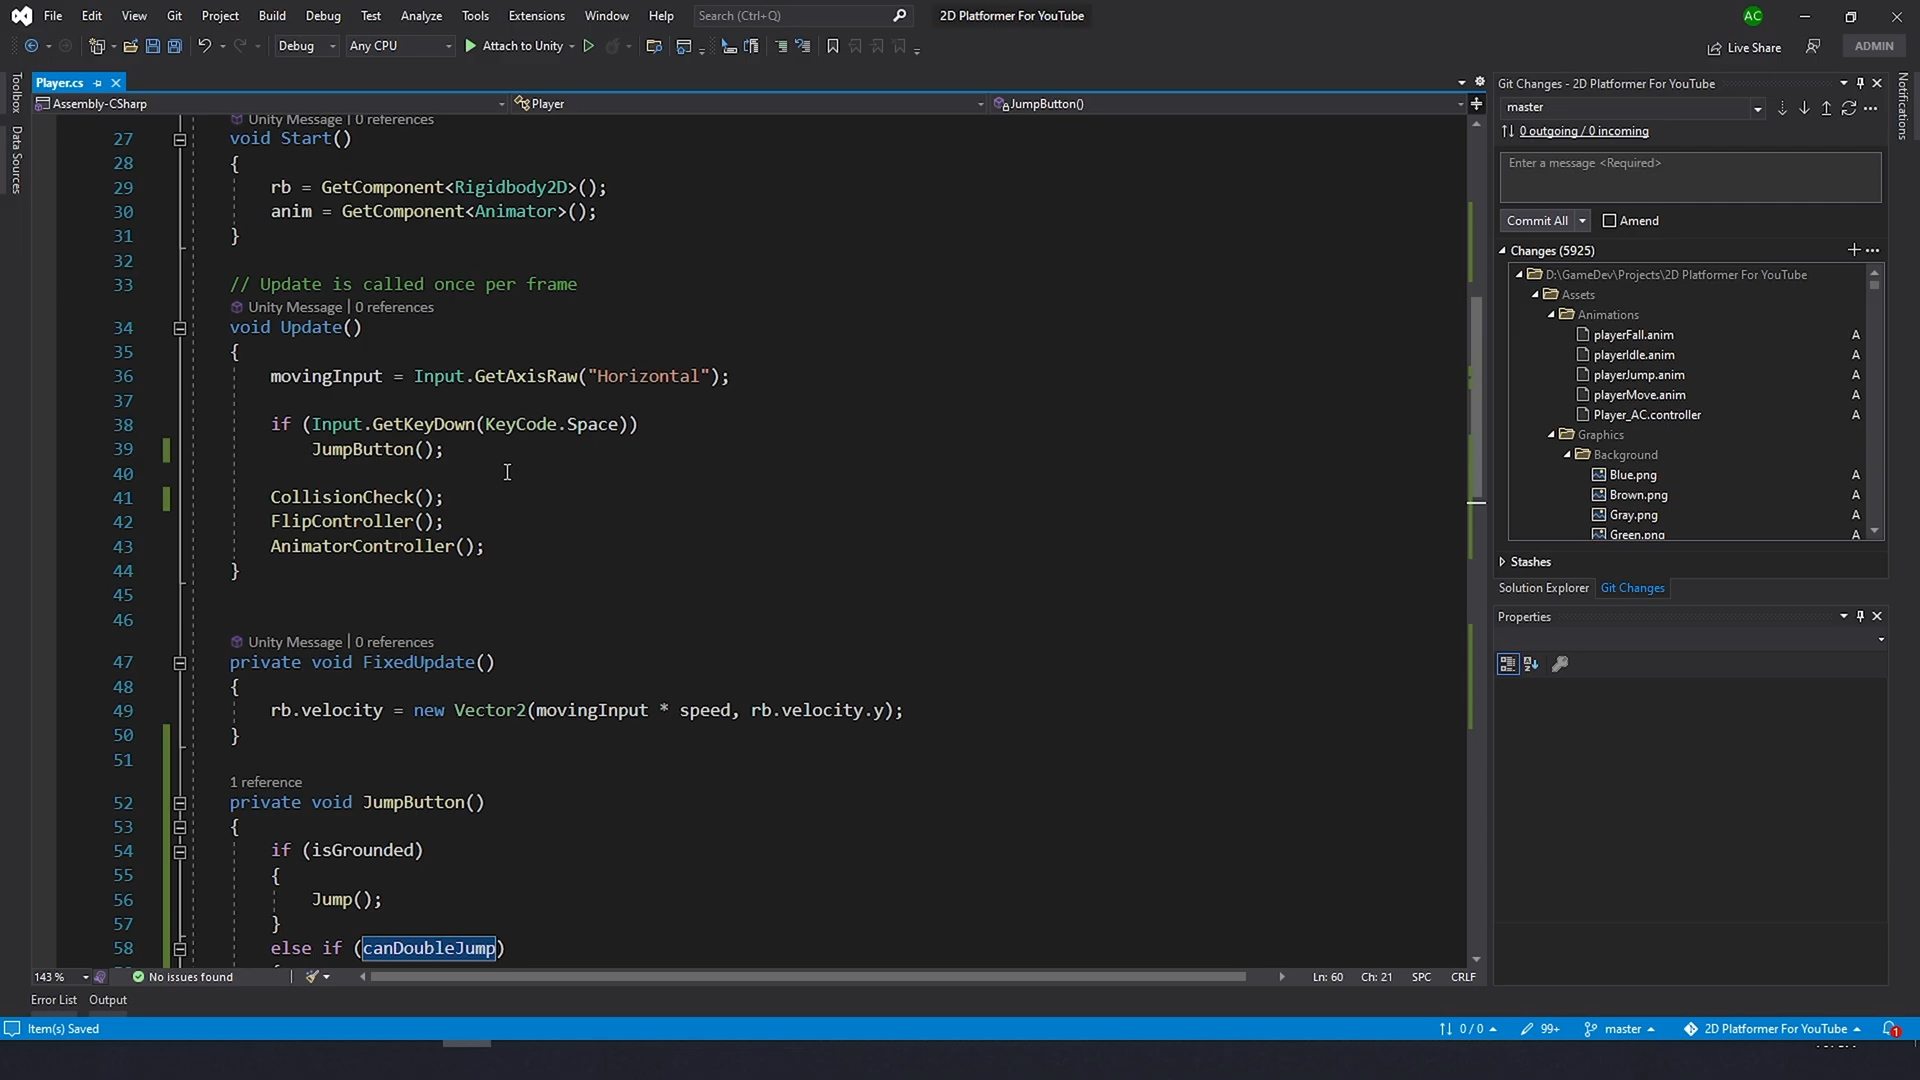 File Edit View Git Project Build Debug Test Analyze Tools Extensions Window Help Search (Ctrl+Q) 2D Platformer For YouTube AC
Debug Any CPU Attach to Unity Live Share ADMIN
Toolbox
Data Sources
Player.cs
Assembly-CSharp Player JumpButton()
Unity Message | 0 references
27 void Start()
28 {
29 rb = GetComponent<Rigidbody2D>();
30 anim = GetComponent<Animator>();
31 }
32
33 // Update is called once per frame
Unity Message | 0 references
34 void Update()
35 {
36 movingInput = Input.GetAxisRaw("Horizontal");
37
38 if (Input.GetKeyDown(KeyCode.Space))
39 JumpButton();
40
41 CollisionCheck();
42 FlipController();
43 AnimatorController();
44 }
45
46
Unity Message | 0 references
47 private void FixedUpdate()
48 {
49 rb.velocity = new Vector2(movingInput * speed, rb.velocity.y);
50 }
51
1 reference
52 private void JumpButton()
53 {
54 if (isGrounded)
55 {
56 Jump();
57 }
58 else if (canDoubleJump)
143 % No issues found Ln: 60 Ch: 21 SPC CRLF
Error List Output
Git Changes - 2D Platformer For YouTube
master
0 outgoing / 0 incoming
Enter a message <Required>
Commit All Amend
Changes (5925)
D:\GameDev\Projects\2D Platformer For YouTube
Assets
Animations
playerFall.anim A
playerIdle.anim A
playerJump.anim A
playerMove.anim A
Player_AC.controller A
Graphics
Background
Blue.png A
Brown.png A
Gray.png A
Green.png A
Stashes
Solution Explorer Git Changes
Properties
Notifications
Item(s) Saved 0 / 0 99+ master 2D Platformer For YouTube 1